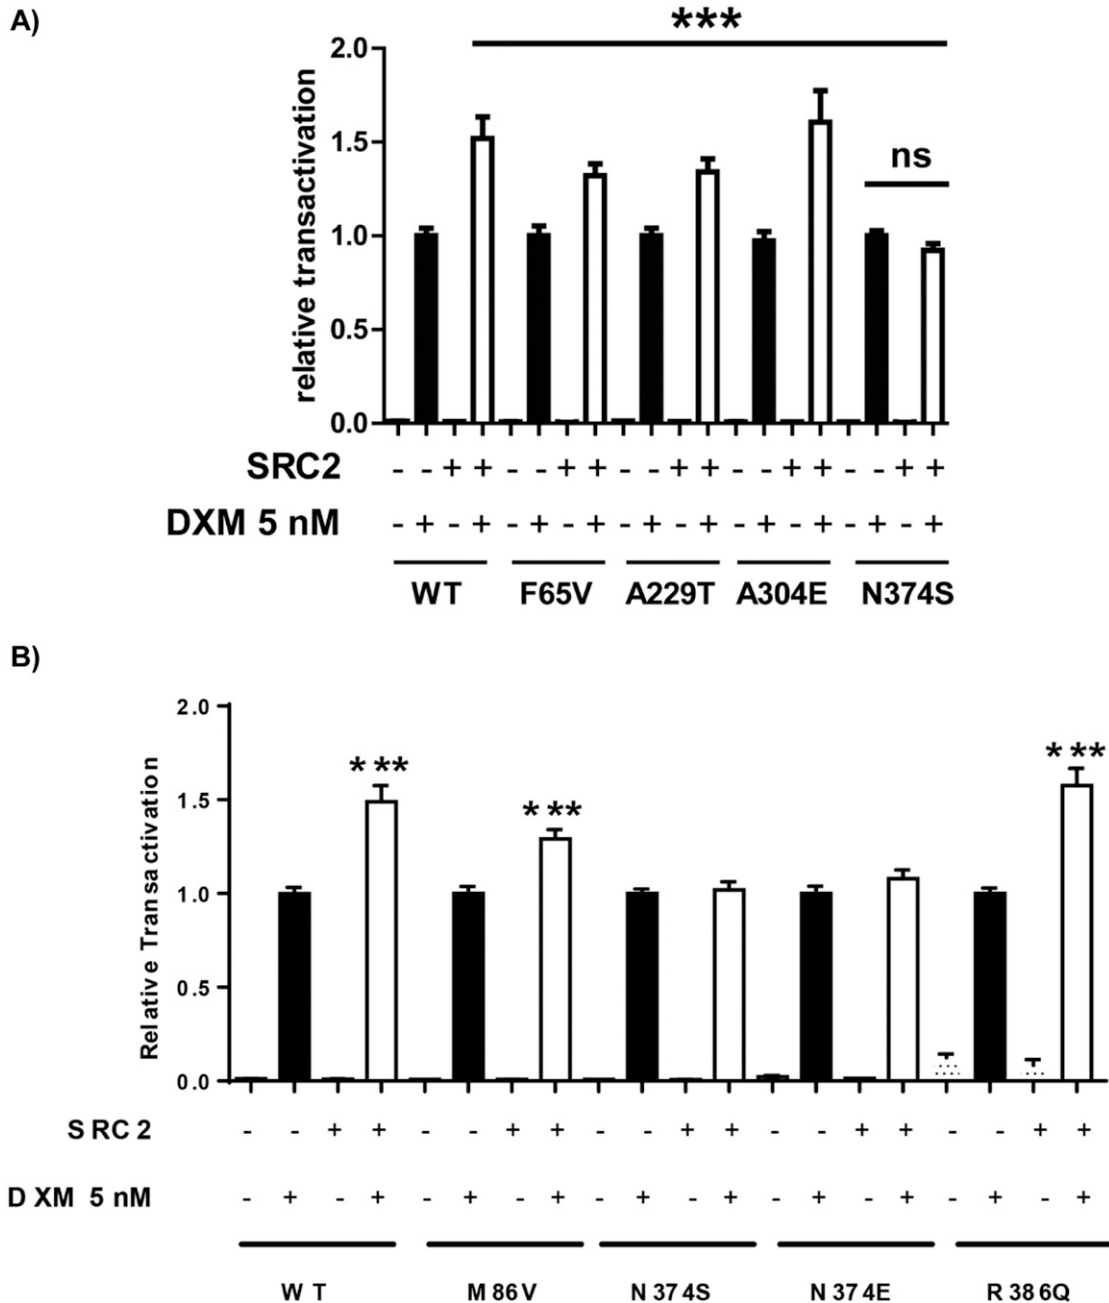 A)
***
2.0
1.5
ns
1.0
0.5
0.0
relative transactivation
SRC2 - - + + - - + + - - + + - - + + - - + +
DXM 5 nM - + - + - + - + - + - + - + - + - + - +
WT F65V A229T A304E N374S
B)
2.0
***
***
1.5
***
1.0
0.5
0.0
Relative Transactivation
SRC2 - - + + - - + + - - + + - - + + - - + +
DXM 5 nM - + - + - + - + - + - + - + - + - + - +
WT M86V N374S N374E R386Q